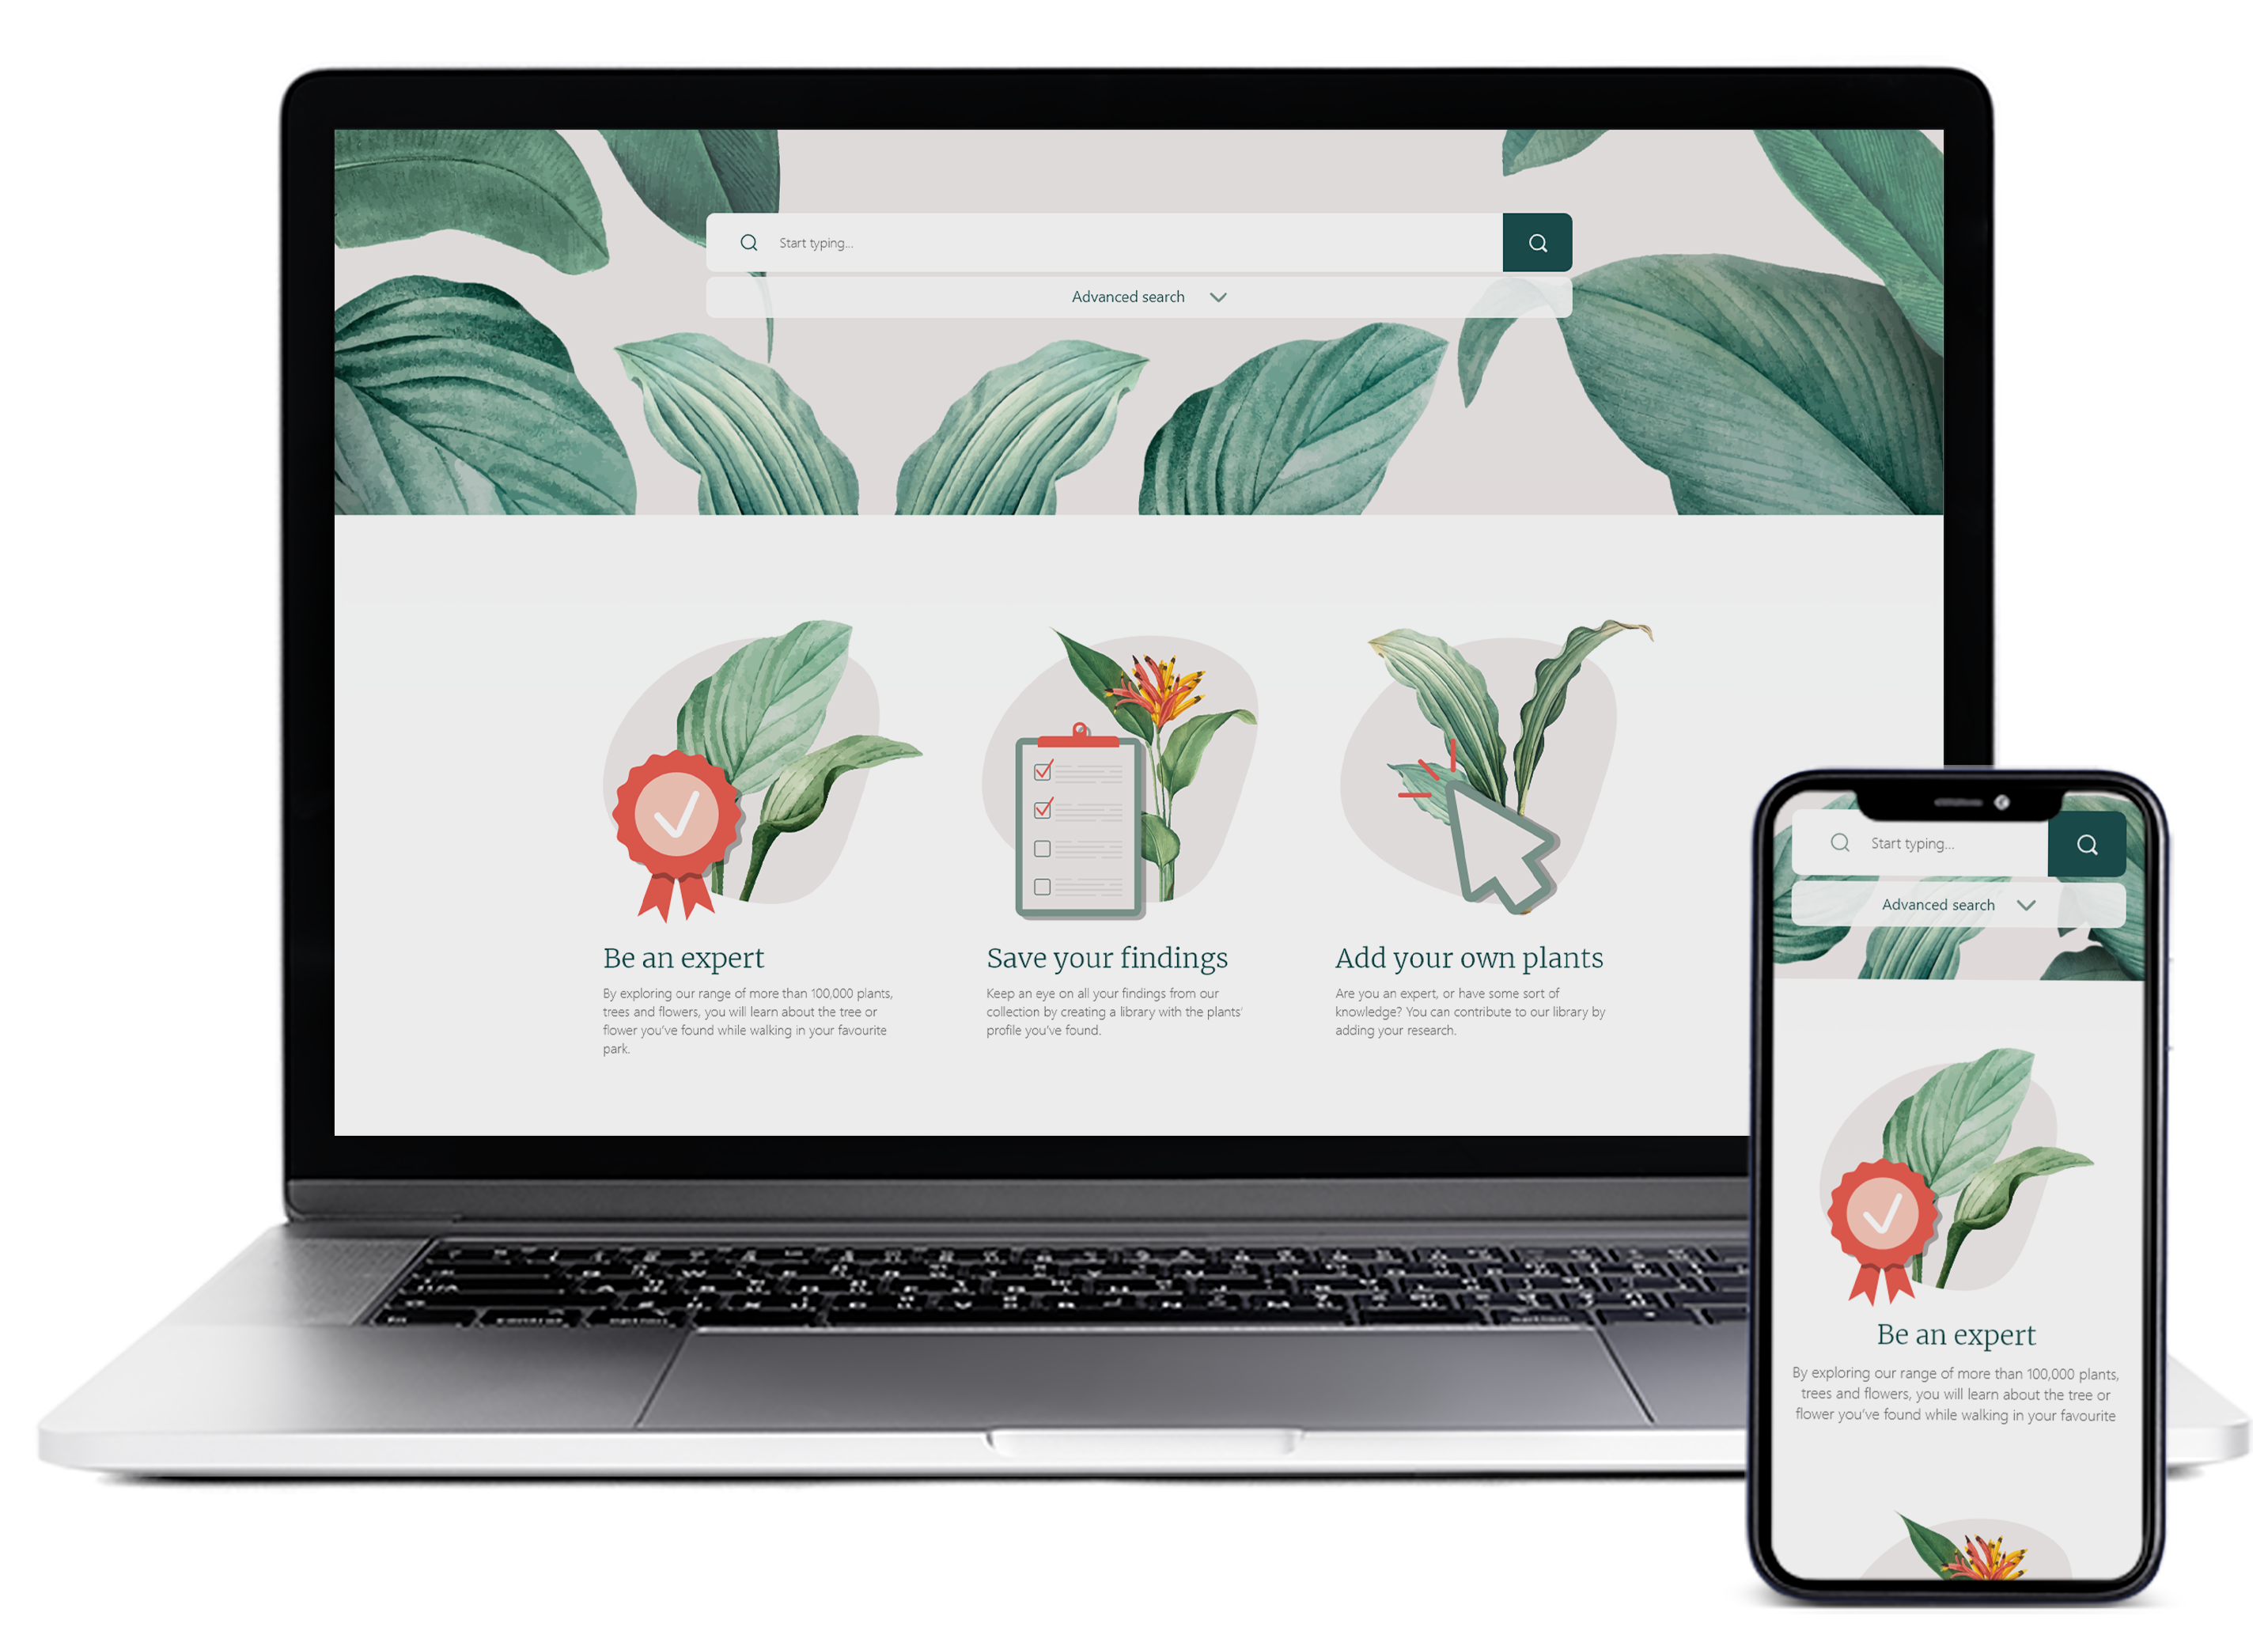 Start typing...
Advanced search
Be an expert
By exploring our range of more than 100,000 plants,
trees and flowers, you will learn about the tree or
flower you've found while walking in your favourite
park.
Save your findings
Keep an eye on all your findings from our
collection by creating a library with the plants'
profile you've found.
Add your own plants
Are you an expert, or have some sort of
knowledge? You can contribute to our library by
adding your research.
Start typing...
Advanced search
Be an expert
By exploring our range of more than 100,000 plants,
trees and flowers, you will learn about the tree or
flower you've found while walking in your favourite